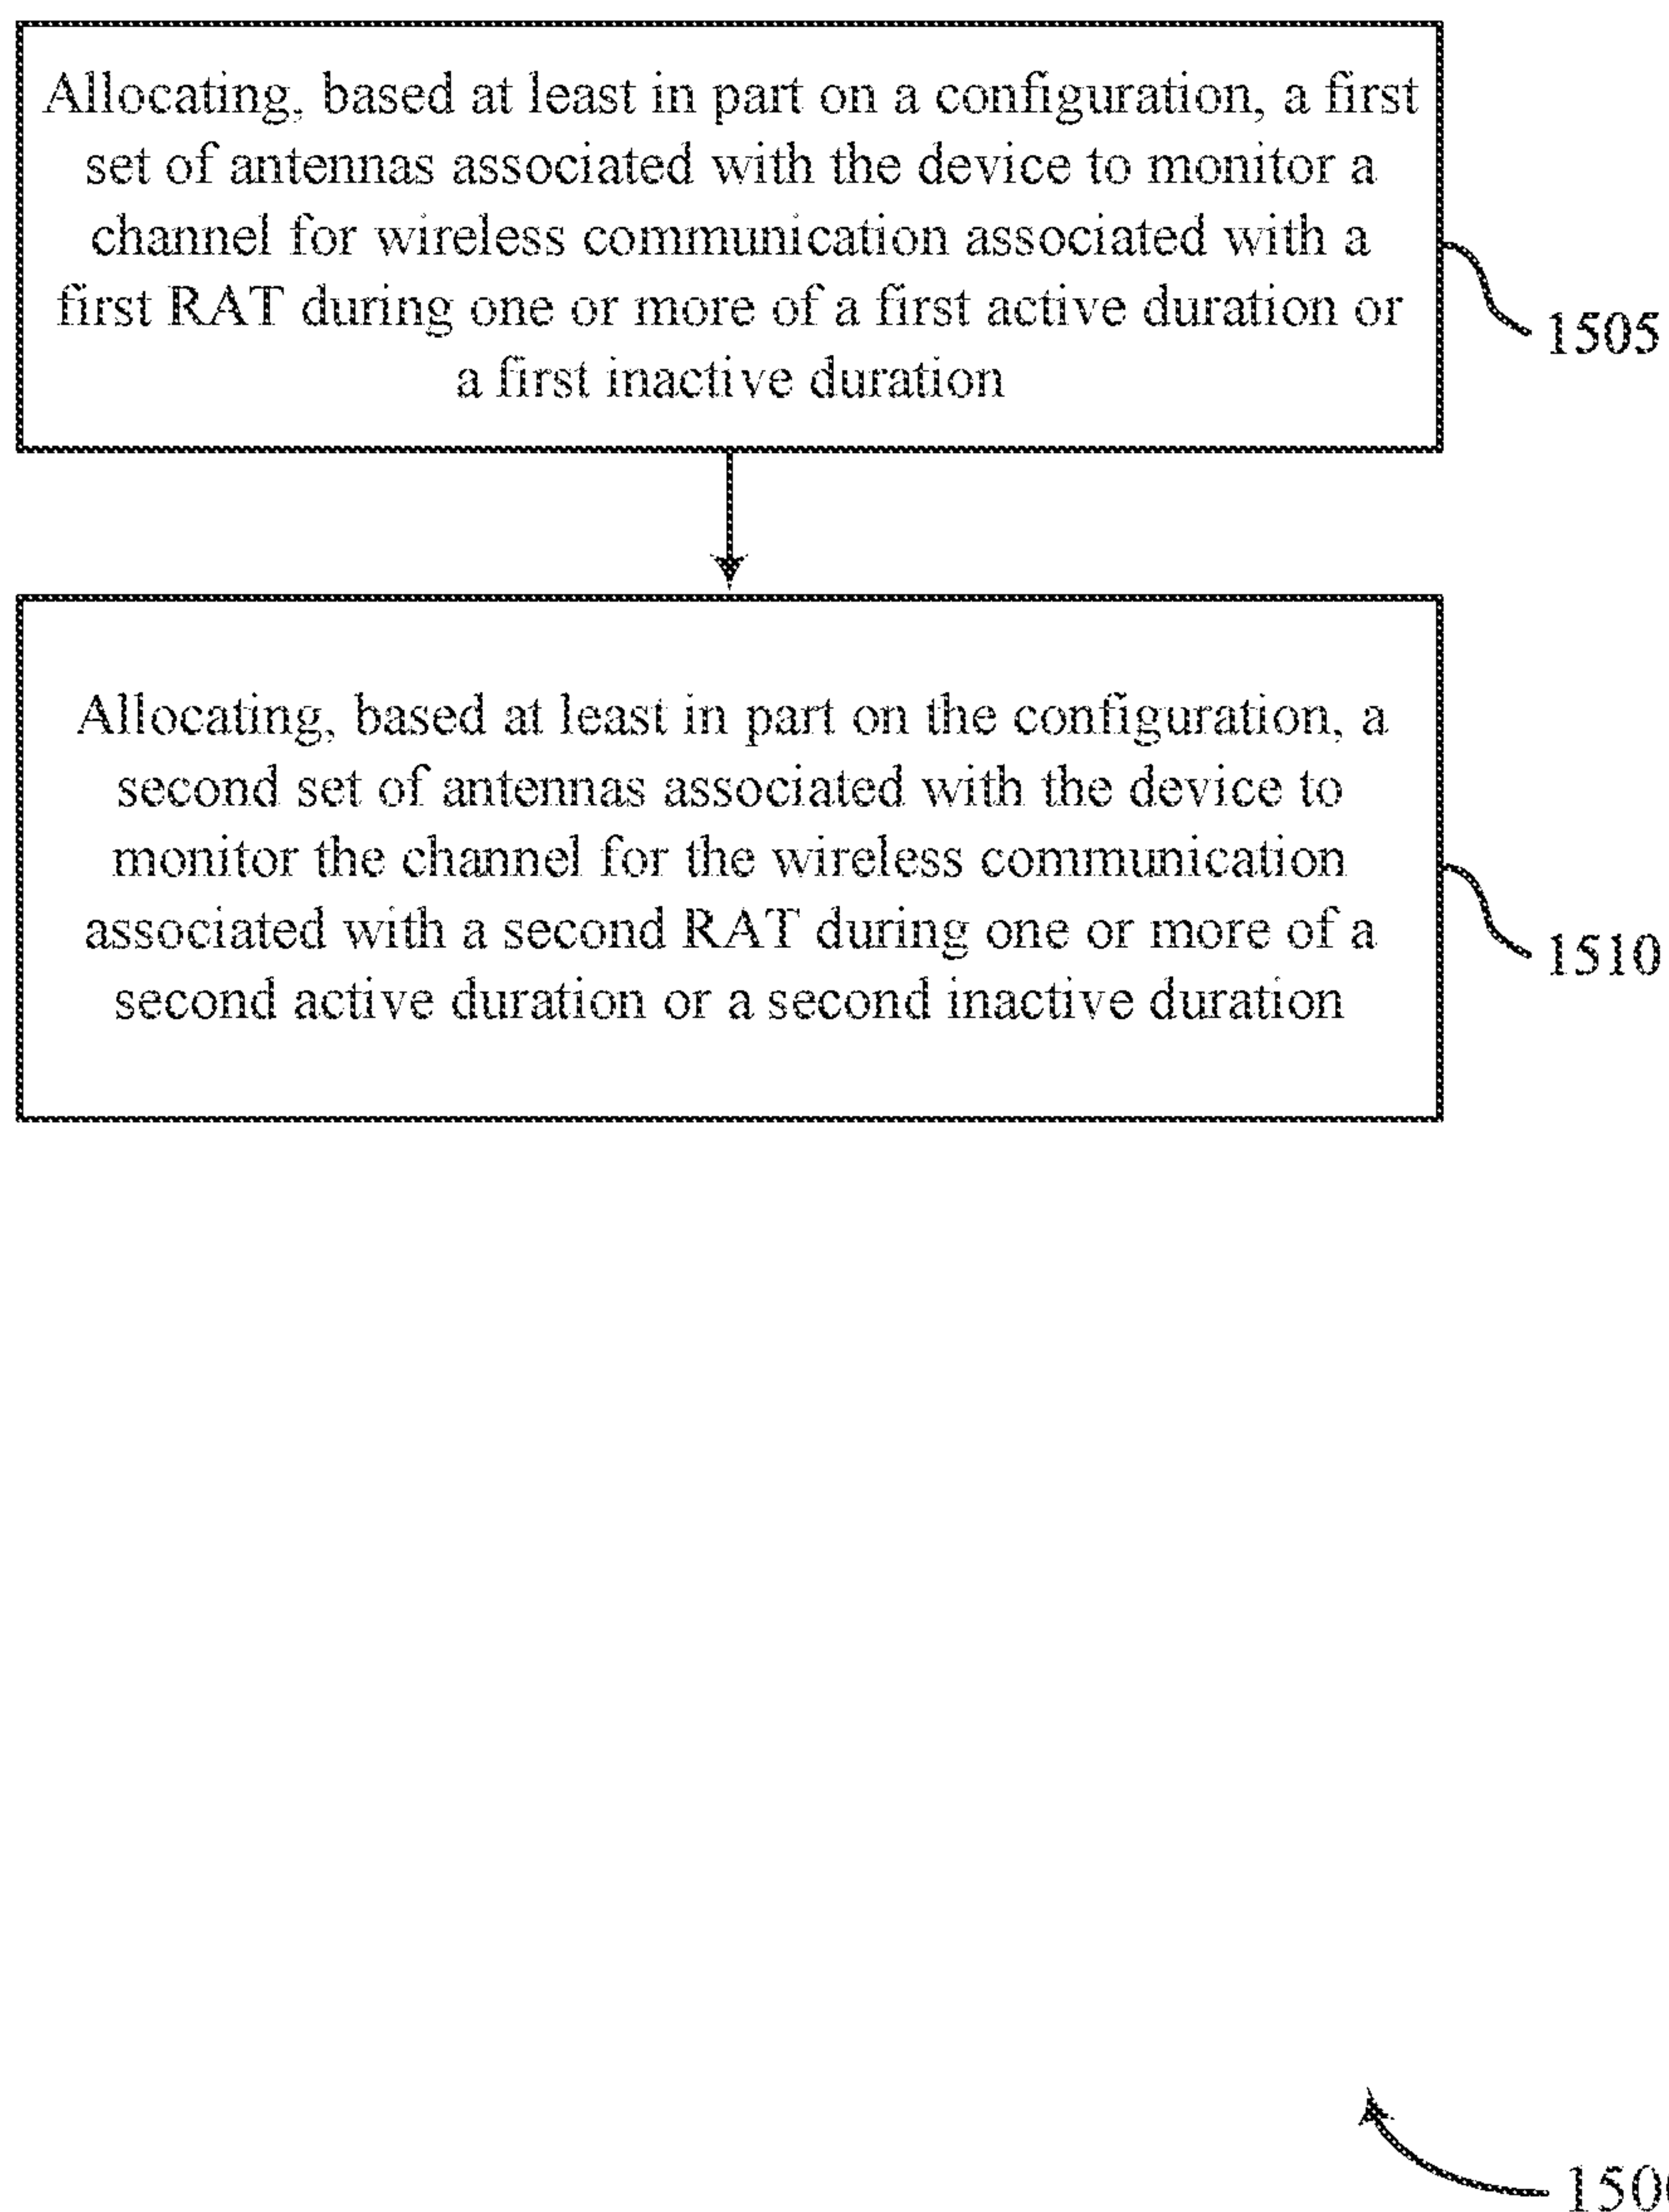 Allocating, based at least in part on a configuration, a first
set of antennas associated with the device to monitor a
channel for wireless communication associated with a
first RAT during one or more of a first active duration or
a first inactive duration
1505
Allocating, based at least in part on the configuration, a
second set of antennas associated with the device to
monitor the channel for the wireless communication
associated with a second RAT during one or more of a
second active duration or a second inactive duration
1510
1500